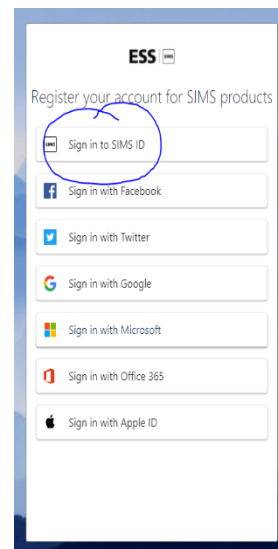 ESS SIMS
Register your account for SIMS products
SIMS Sign in to SIMS ID
Sign in with Facebook
Sign in with Twitter
Sign in with Google
Sign in with Microsoft
Sign in with Office 365
Sign in with Apple ID